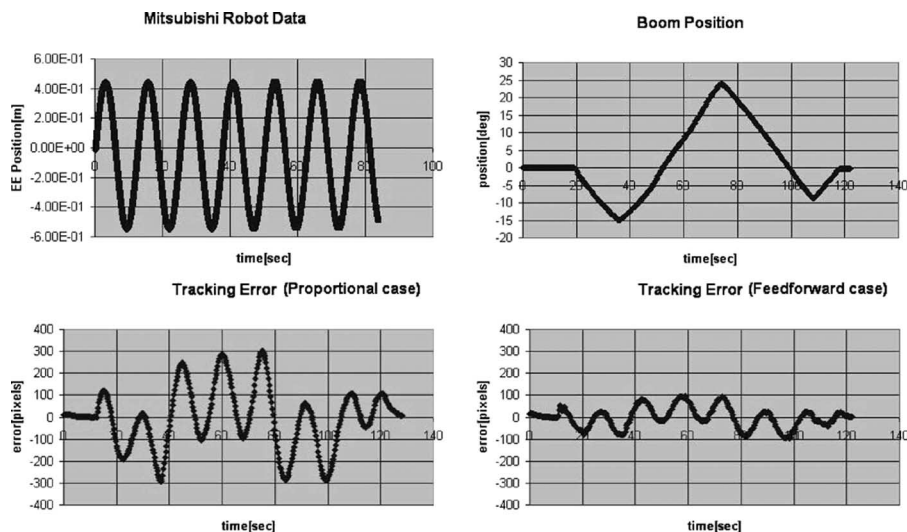 Mitsubishi Robot Data
6.00E-01
4.00E-01
2.00E-01
0.00E+00
-2.00E-01
-4.00E-01
-6.00E-01
EE Position[m]
0 20 40 60 80 100
time[sec]
Boom Position
30
25
20
15
10
5
0
-5
-10
-15
-20
position[deg]
0 20 40 60 80 100 120 140
time[sec]
Tracking Error (Proportional case)
400
300
200
100
0
-100
-200
-300
-400
error[pixels]
0 20 40 60 80 100 120 140
time[sec]
Tracking Error (Feedforward case)
400
300
200
100
0
-100
-200
-300
-400
error[pixels]
0 20 40 60 80 100 120 140
time[sec]